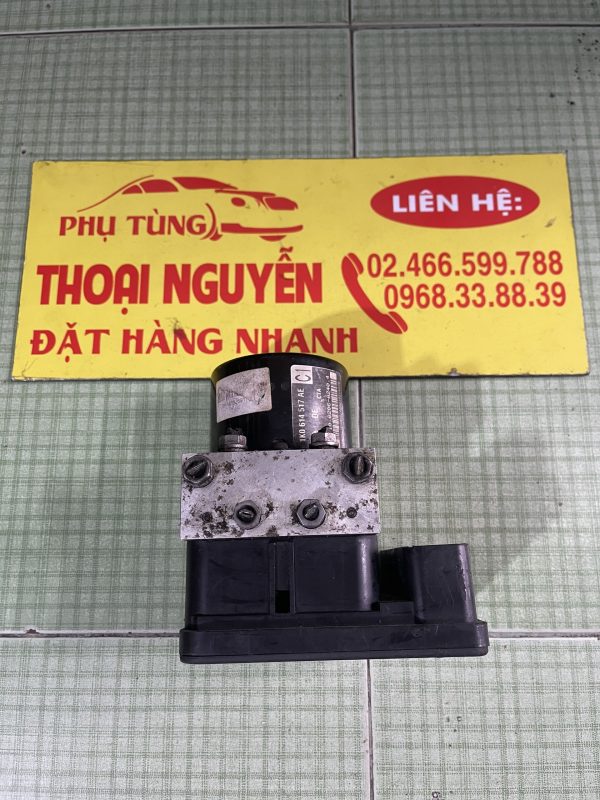 PHỤ TÙNG
LIÊN HỆ:
THOẠI NGUYỄN
02.466.599.788
0968.33.88.39
ĐẶT HÀNG NHANH
1K0 614 517 AE
C1